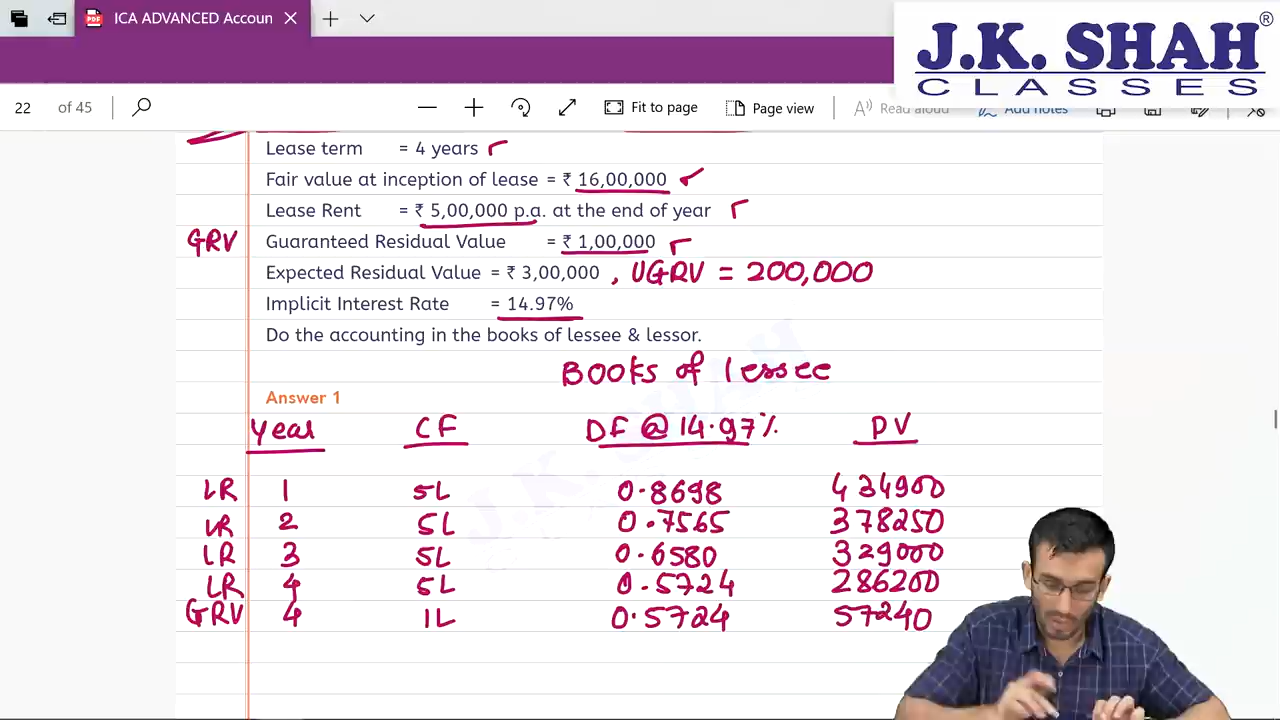 ICA ADVANCED Accoun
J.K. SHAH®
CLASSES
22 of 45
Fit to page
Page view
Read aloud
Add notes
Lease term = 4 years
Fair value at inception of lease = ₹ 16,00,000
Lease Rent = ₹ 5,00,000 p.a. at the end of year
GRV Guaranteed Residual Value = ₹ 1,00,000
Expected Residual Value = ₹ 3,00,000 , UGRV = 200,000
Implicit Interest Rate = 14.97%
Do the accounting in the books of lessee & lessor.
Books of lessee
Answer 1
Year CF DF @ 14.97% PV
LR 1 5L 0.8698 434900
LR 2 5L 0.7565 378250
LR 3 5L 0.6580 329000
LR 4 5L 0.5724 286200
GRV 4 1L 0.5724 57240
J.K. SHAH